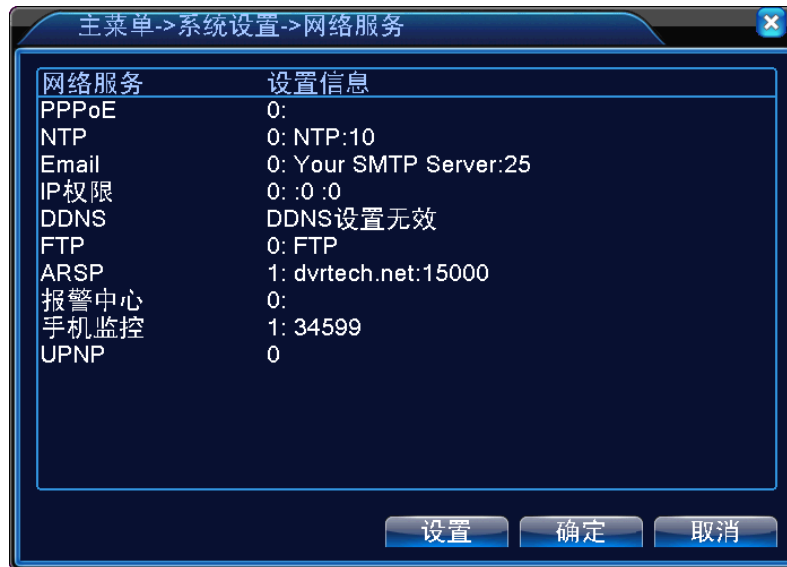 主菜单->系统设置->网络服务
网络服务 设置信息
PPPoE 0:
NTP 0: NTP:10
Email 0: Your SMTP Server:25
IP权限 0: :0 :0
DDNS DDNS设置无效
FTP 0: FTP
ARSP 1: dvrtech.net:15000
报警中心 0:
手机监控 1: 34599
UPNP 0
设置 确定 取消